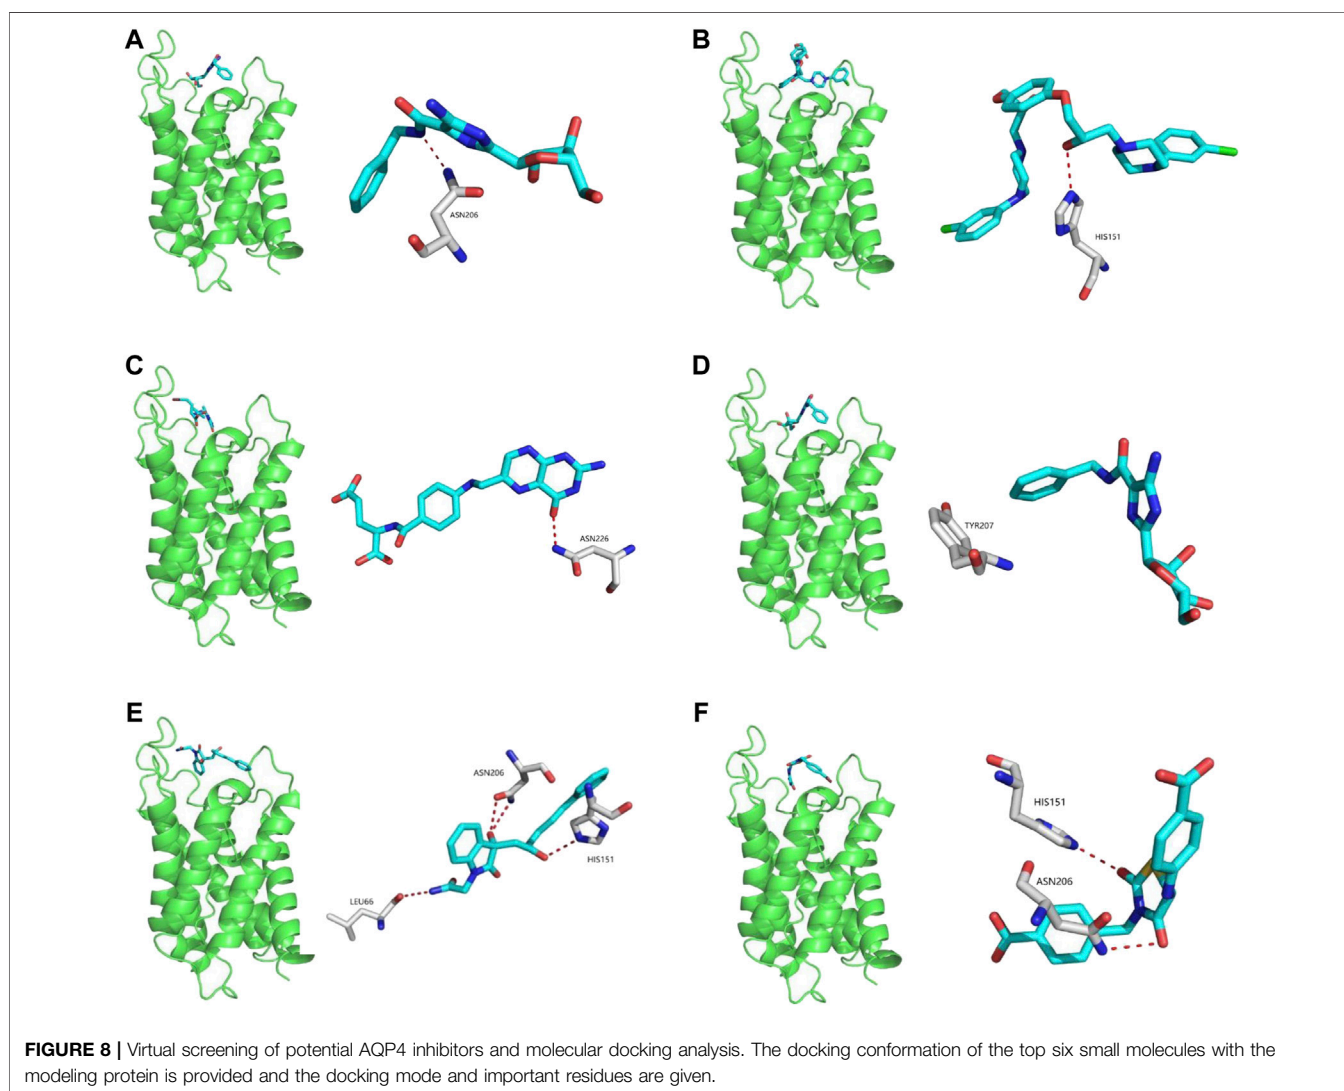 A
B
ASN206
HIS151
C
D
ASN226
TYR207
E
F
ASN206
HIS151
LEU66
HIS151
ASN206
FIGURE 8 | Virtual screening of potential AQP4 inhibitors and molecular docking analysis. The docking conformation of the top six small molecules with the
modeling protein is provided and the docking mode and important residues are given.